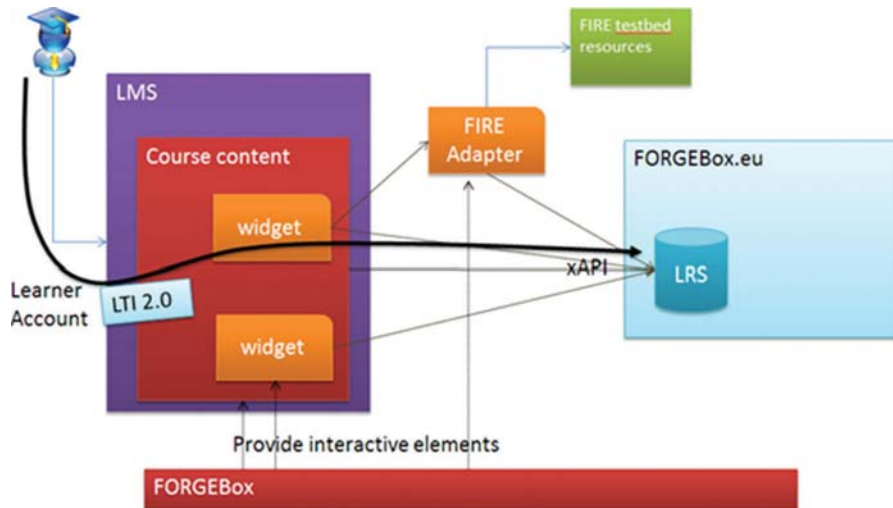 FIRE testbed
resources
LMS
FIRE
Adapter
Course content
FORGEBox.eu
widget
xAPI
LRS
Learner
Account
LTI 2.0
widget
Provide interactive elements
FORGEBox